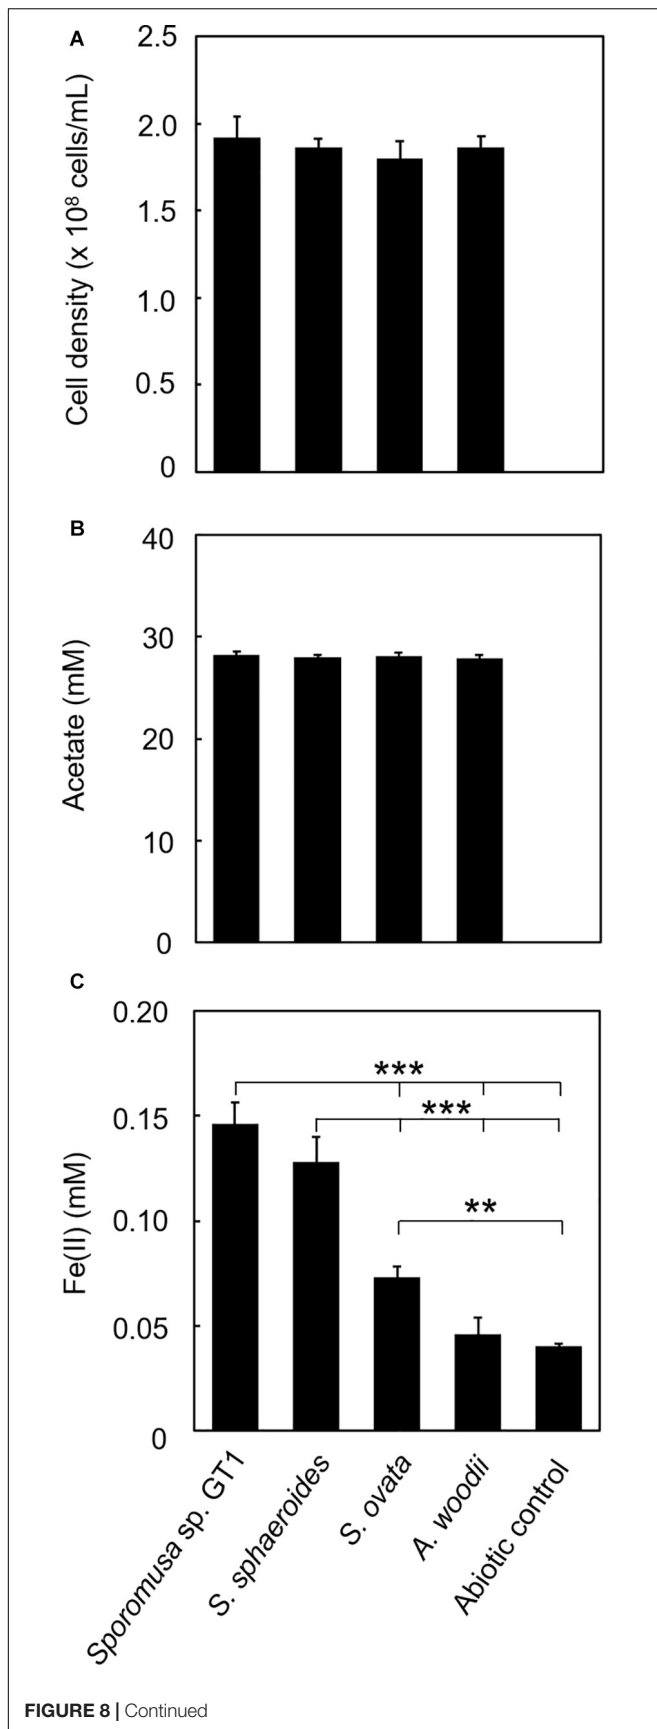 A
2.5
2.0
1.5
1.0
0.5
0
Cell density (x 10⁸ cells/mL)
B
40
30
20
10
0
Acetate (mM)
C
0.20
0.15
0.10
0.05
0
Fe(II) (mM)
***
***
**
Sporomusa sp. GT1
S. sphaeroides
S. ovata
A. woodii
Abiotic control
FIGURE 8 | Continued